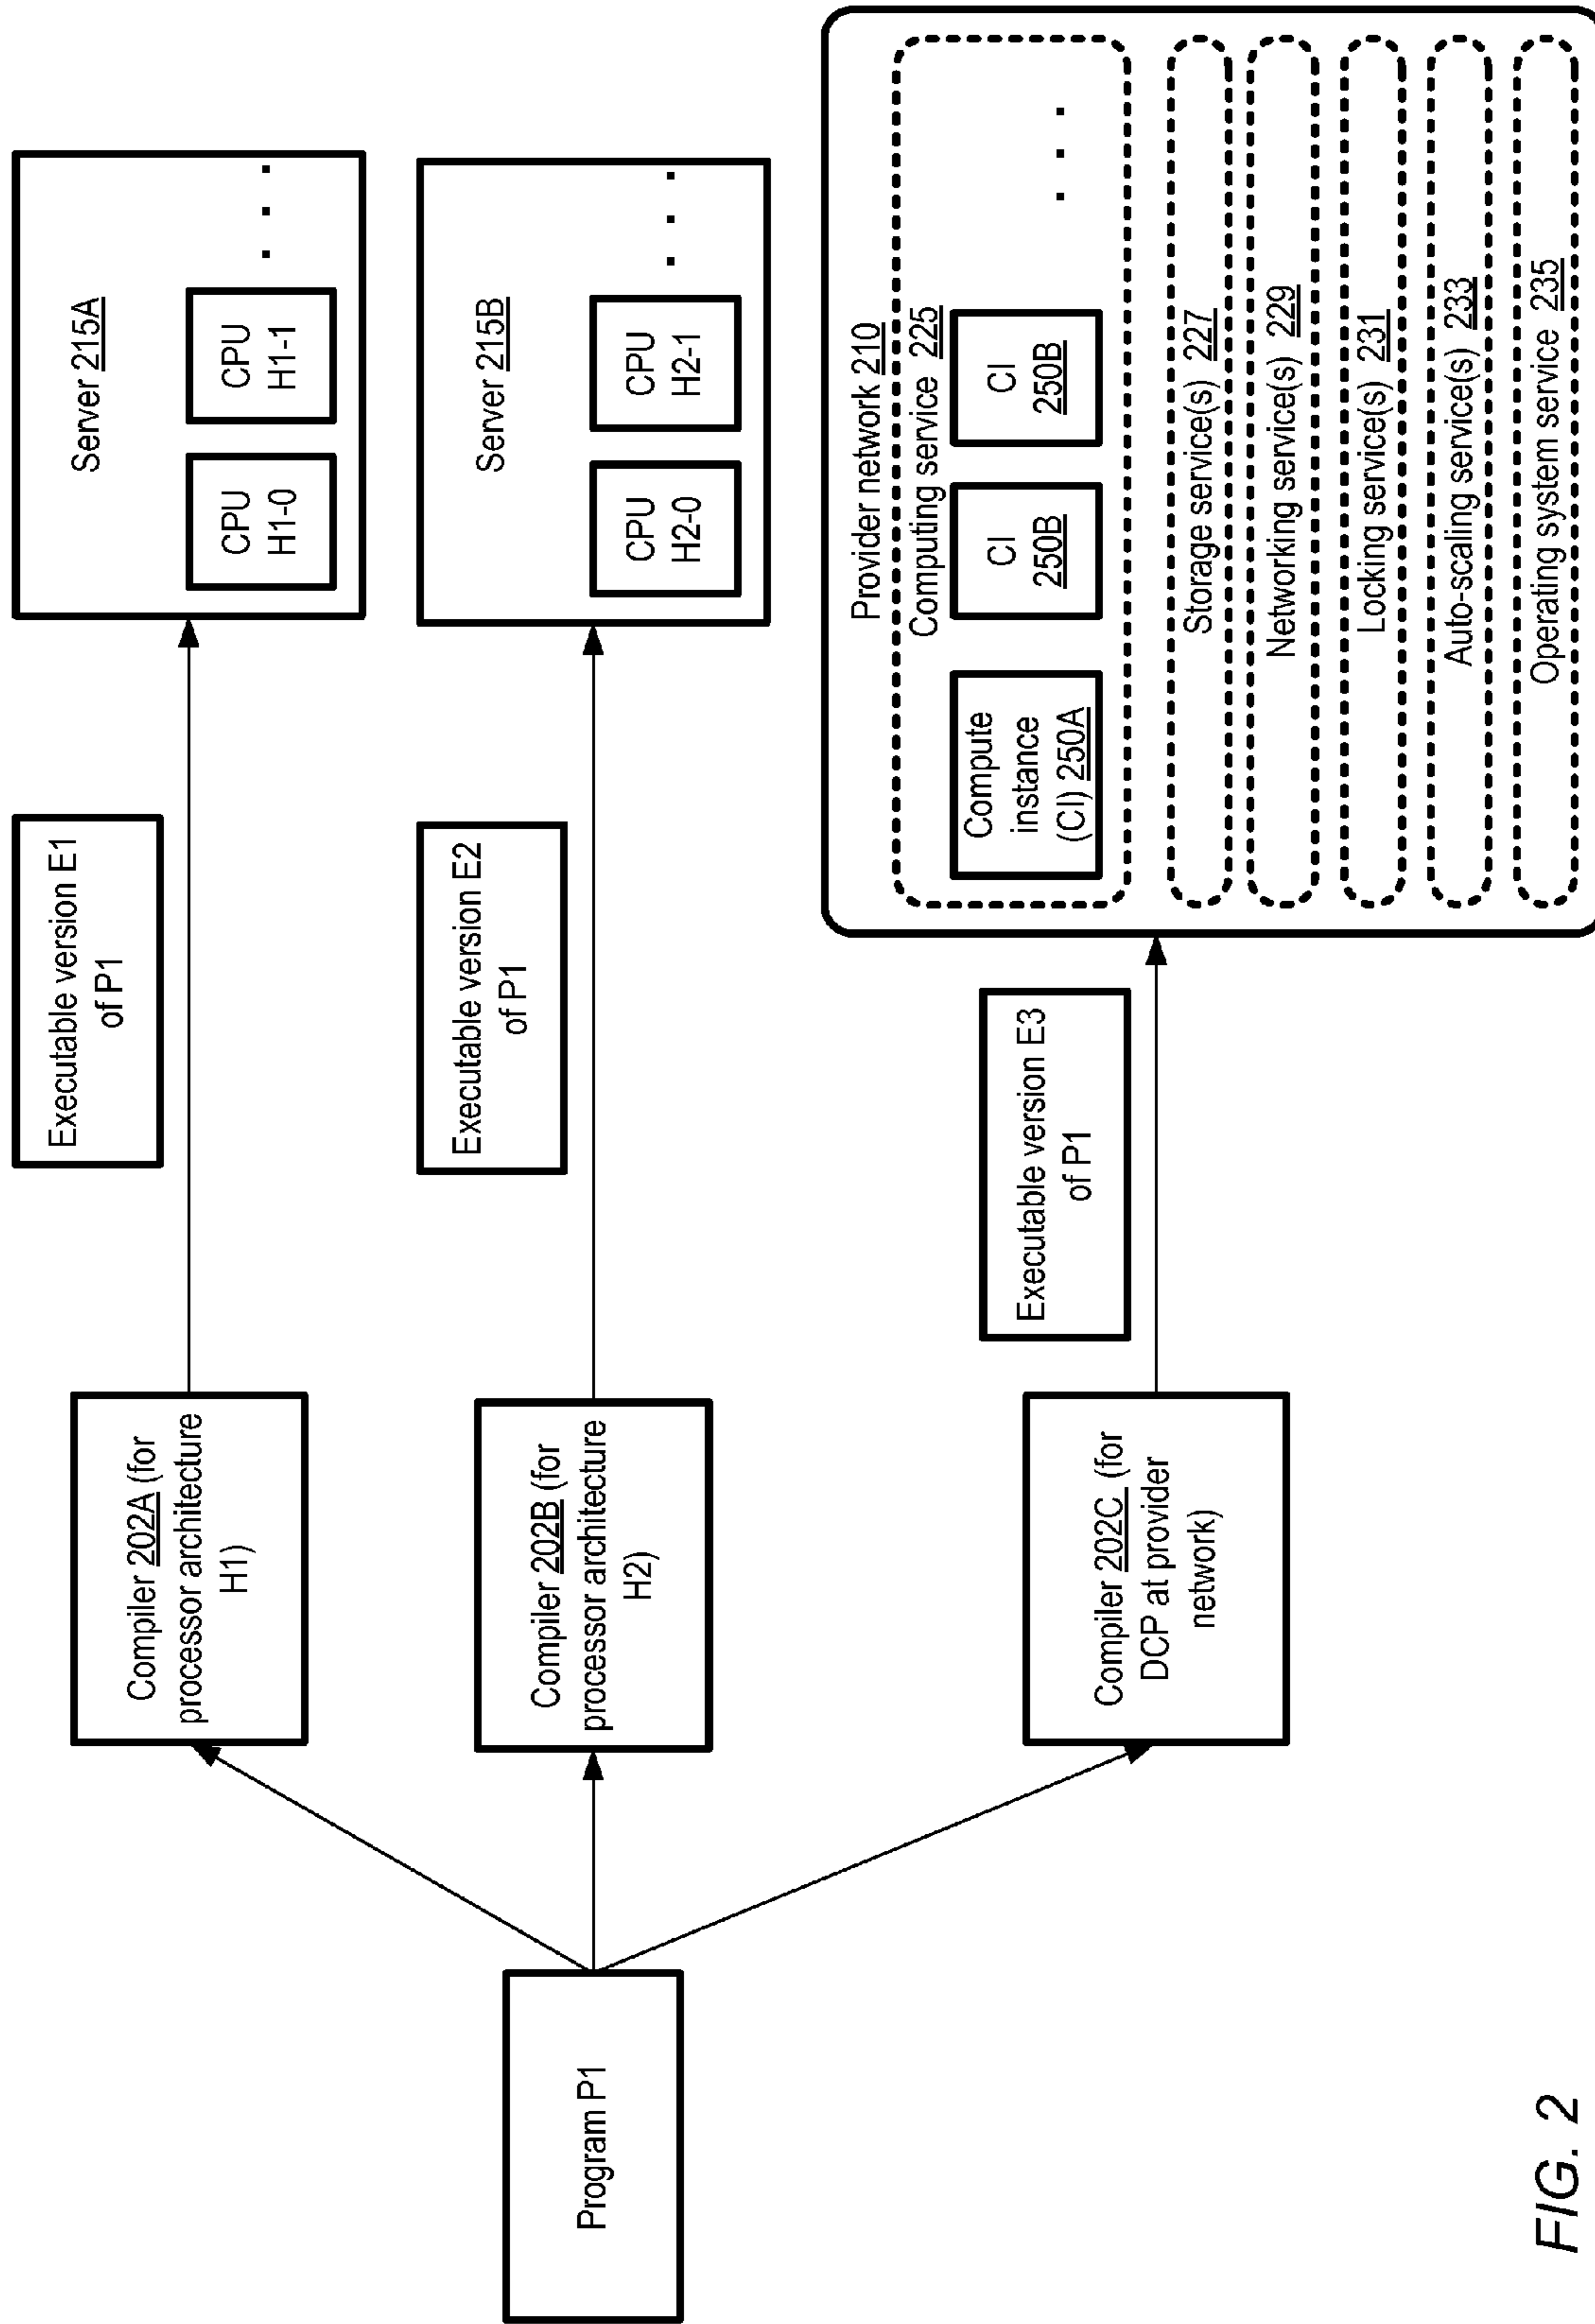 Program P1
Compiler 202A (for
processor architecture
H1)
Executable version E1
of P1
Server 215A
CPU
H1-0
CPU
H1-1
. . .
Compiler 202B (for
processor architecture
H2)
Executable version E2
of P1
Server 215B
CPU
H2-0
CPU
H2-1
. . .
Compiler 202C (for
DCP at provider
network)
Executable version E3
of P1
Provider network 210
Computing service 225
Compute
instance
(CI) 250A
CI
250B
CI
250B
. . .
Storage service(s) 227
Networking service(s) 229
Locking service(s) 231
Auto-scaling service(s) 233
Operating system service 235
FIG. 2